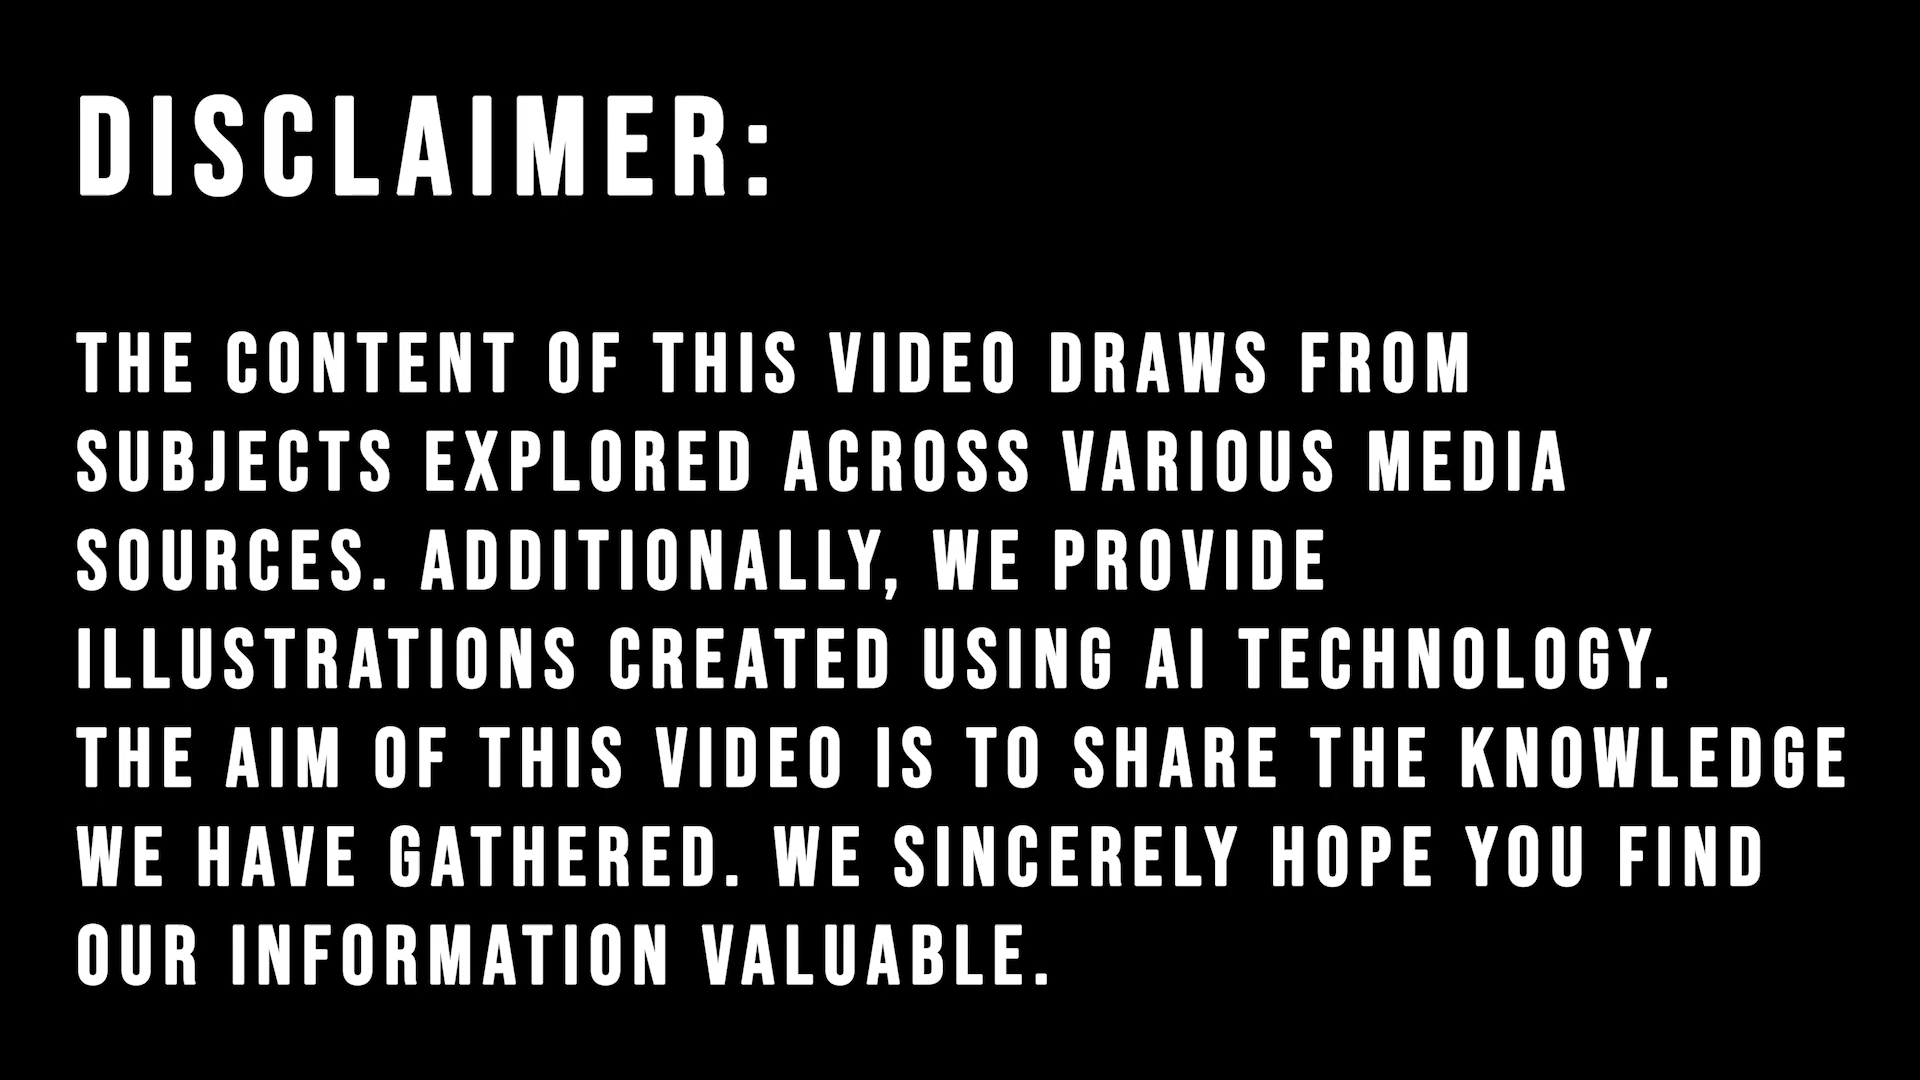 DISCLAIMER:
THE CONTENT OF THIS VIDEO DRAWS FROM
SUBJECTS EXPLORED ACROSS VARIOUS MEDIA
SOURCES. ADDITIONALLY, WE PROVIDE
ILLUSTRATIONS CREATED USING AI TECHNOLOGY.
THE AIM OF THIS VIDEO IS TO SHARE THE KNOWLEDGE
WE HAVE GATHERED. WE SINCERELY HOPE YOU FIND
OUR INFORMATION VALUABLE.